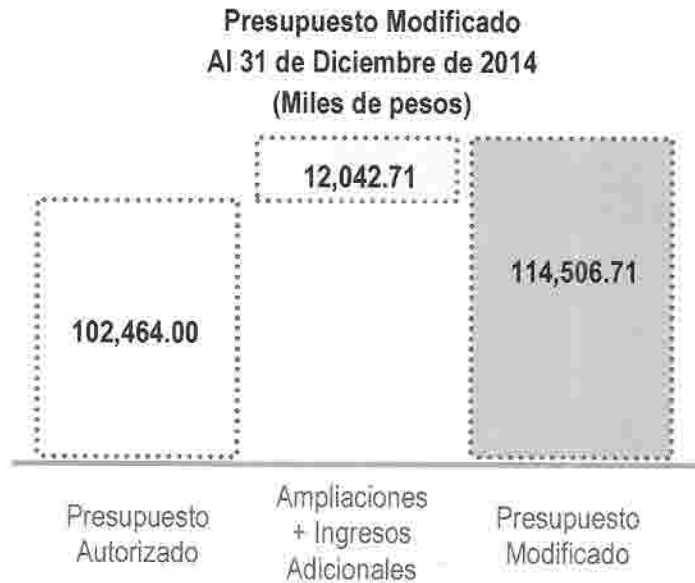 Presupuesto Modificado
Al 31 de Diciembre de 2014
(Miles de pesos)
12,042.71
114,506.71
102,464.00
Presupuesto
Autorizado
Ampliaciones
+ Ingresos
Adicionales
Presupuesto
Modificado